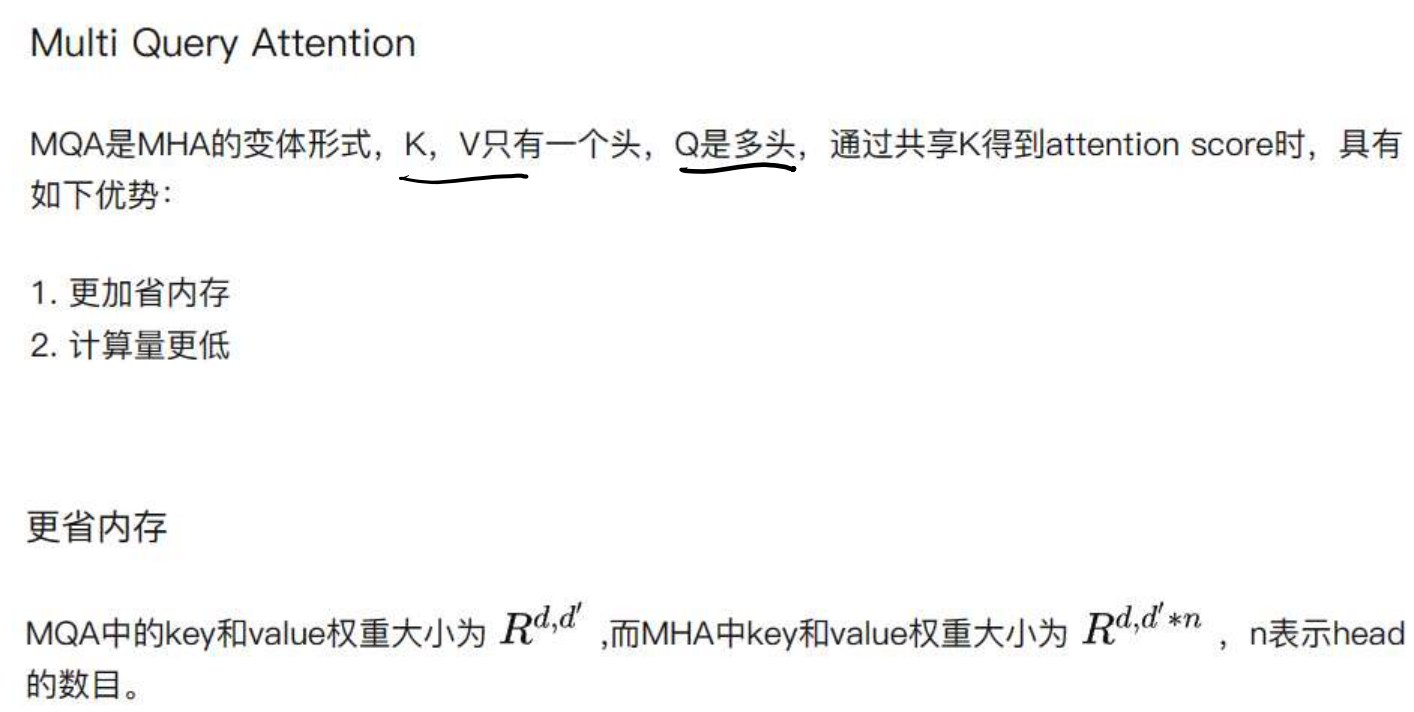 Multi Query Attention
MQA是MHA的变体形式，K，V只有一个头，Q是多头，通过共享K得到attention score时，具有
如下优势：
1. 更加省内存
2. 计算量更低
更省内存
MQA中的key和value权重大小为 $R^{d,d'}$ ,而MHA中key和value权重大小为 $R^{d,d'*n}$ ，n表示head
的数目。